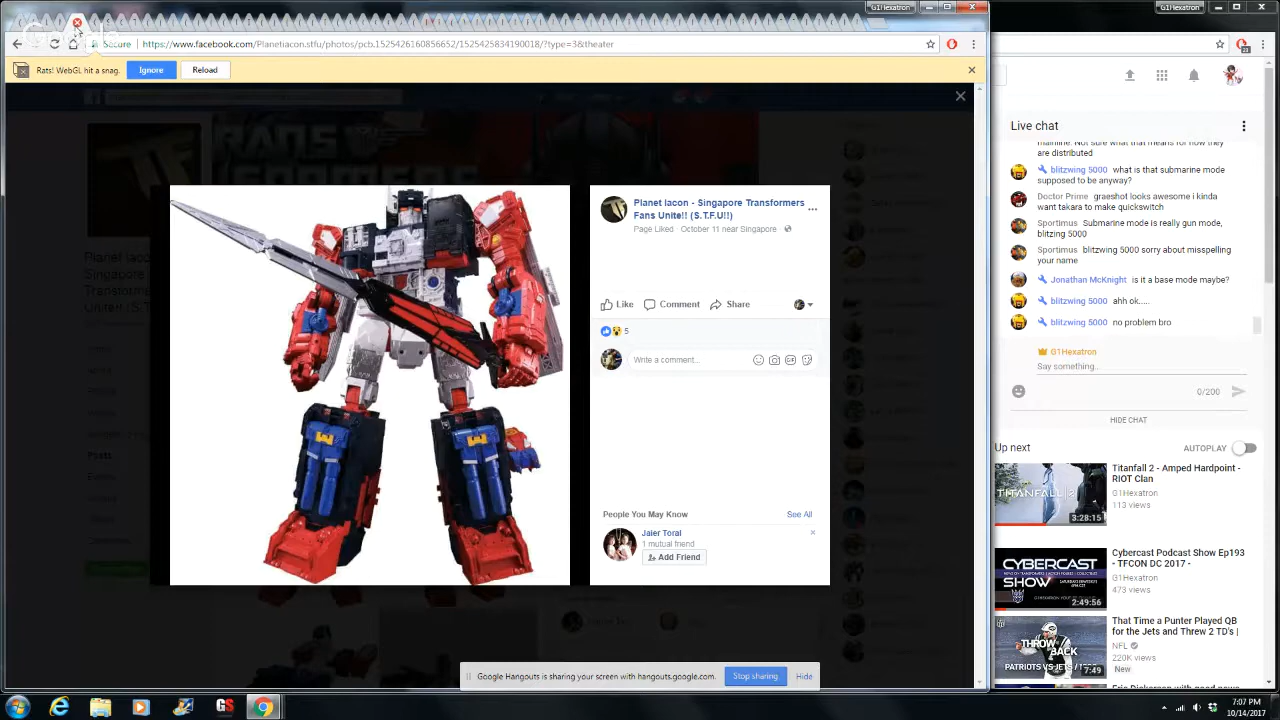 G1Hexatron
G1Hexatron
Secure
https://www.facebook.com/Planetiacon.stfu/photos/pcb.1525426160856652/1525425834190018/?type=3&theater
Rats! WebGL hit a snag.
Ignore
Reload
Planet Iacon - Singapore Transformers
Fans Unite!! (S.T.F.U!!)
Page Liked · October 11 near Singapore
Like
Comment
Share
5
Write a comment...
People You May Know
See All
Jaier Toral
1 mutual friend
Add Friend
Google Hangouts is sharing your screen with hangouts.google.com.
Stop sharing
Hide
Live chat
mainline. Not sure what that means for how they
are distributed
blitzwing 5000 what is that submarine mode
supposed to be anyway?
Doctor Prime graeshot looks awesome i kinda
want takara to make quickswitch
Sportimus Submarine mode is really gun mode,
blitzing 5000
Sportimus blitzwing 5000 sorry about misspelling
your name
Jonathan McKnight is it a base mode maybe?
blitzwing 5000 ahh ok.....
blitzwing 5000 no problem bro
G1Hexatron
Say something...
0/200
HIDE CHAT
Up next
AUTOPLAY
Titanfall 2 - Amped Hardpoint -
RIOT Clan
G1Hexatron
113 views
3:28:15
Cybercast Podcast Show Ep193
- TFCON DC 2017 -
G1Hexatron
473 views
CYBERCAST
SHOW
2:49:56
That Time a Punter Played QB
for the Jets and Threw 2 TD's |
NFL
220K views
New
THROW
BACK
PATRIOTS VS JETS /
7:49
7:07 PM
10/14/2017